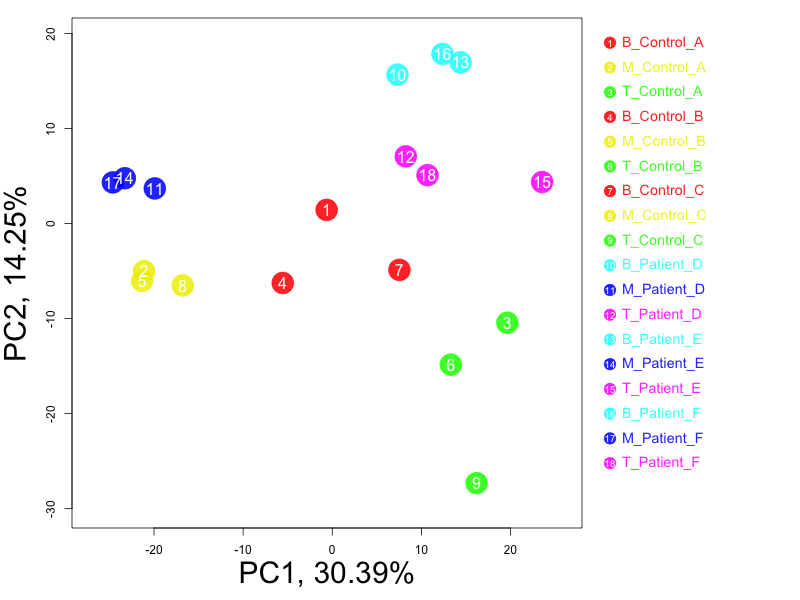 20
10
0
-10
-20
-30
PC2, 14.25%
-20
-10
0
10
20
PC1, 30.39%
16
13
10
12
18
15
17
14
11
1
2
5
8
4
7
3
6
9
1 B_Control_A
2 M_Control_A
3 T_Control_A
4 B_Control_B
5 M_Control_B
6 T_Control_B
7 B_Control_C
8 M_Control_C
9 T_Control_C
10 B_Patient_D
11 M_Patient_D
12 T_Patient_D
13 B_Patient_E
14 M_Patient_E
15 T_Patient_E
16 B_Patient_F
17 M_Patient_F
18 T_Patient_F